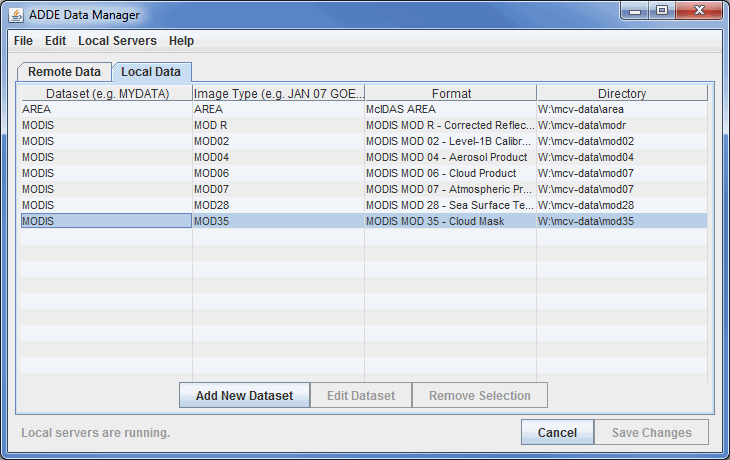 ADDE Data Manager
File Edit Local Servers Help
Remote Data Local Data
Dataset (e.g. MYDATA) Image Type (e.g. JAN 07 GOE... Format Directory
AREA AREA McIDAS AREA W:\mcv-data\area
MODIS MOD R MODIS MOD R - Corrected Reflec... W:\mcv-data\modr
MODIS MOD02 MODIS MOD 02 - Level-1B Calibr... W:\mcv-data\mod02
MODIS MOD04 MODIS MOD 04 - Aerosol Product W:\mcv-data\mod04
MODIS MOD06 MODIS MOD 06 - Cloud Product W:\mcv-data\mod06
MODIS MOD07 MODIS MOD 07 - Atmospheric Pr... W:\mcv-data\mod07
MODIS MOD28 MODIS MOD 28 - Sea Surface Te... W:\mcv-data\mod28
MODIS MOD35 MODIS MOD 35 - Cloud Mask W:\mcv-data\mod35
Add New Dataset Edit Dataset Remove Selection
Local servers are running. Cancel Save Changes